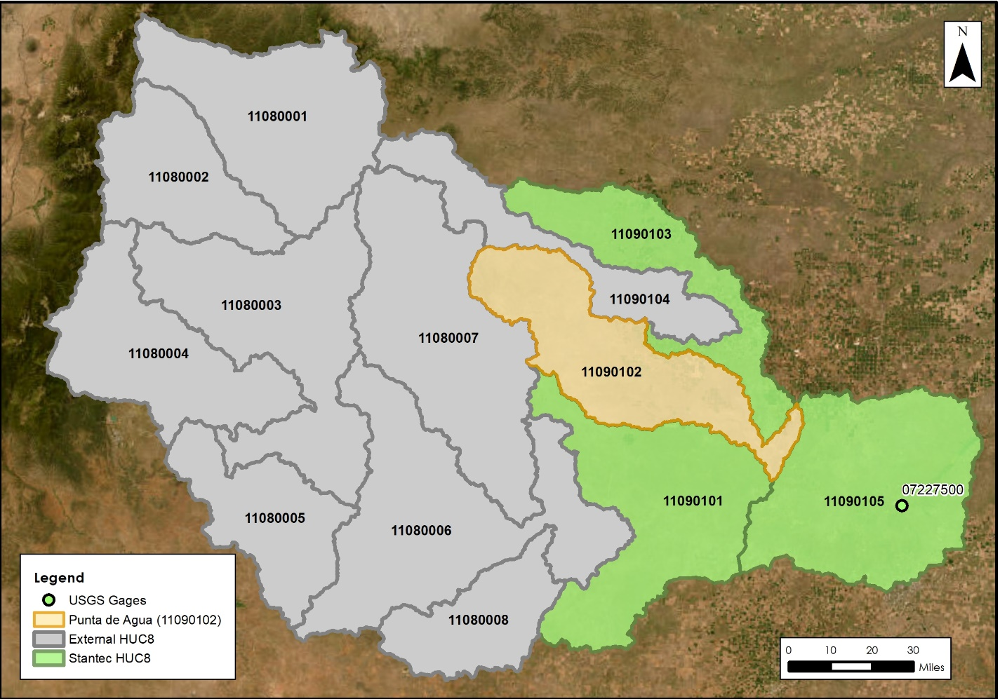 N
11080001
11080002
11090103
11090104
11080003
11080007
11080004
11090102
07227500
11090101
11090105
11080005
11080006
11080008
Legend
USGS Gages
Punta de Agua (11090102)
External HUC8
Stantec HUC8
0 10 20 30
Miles